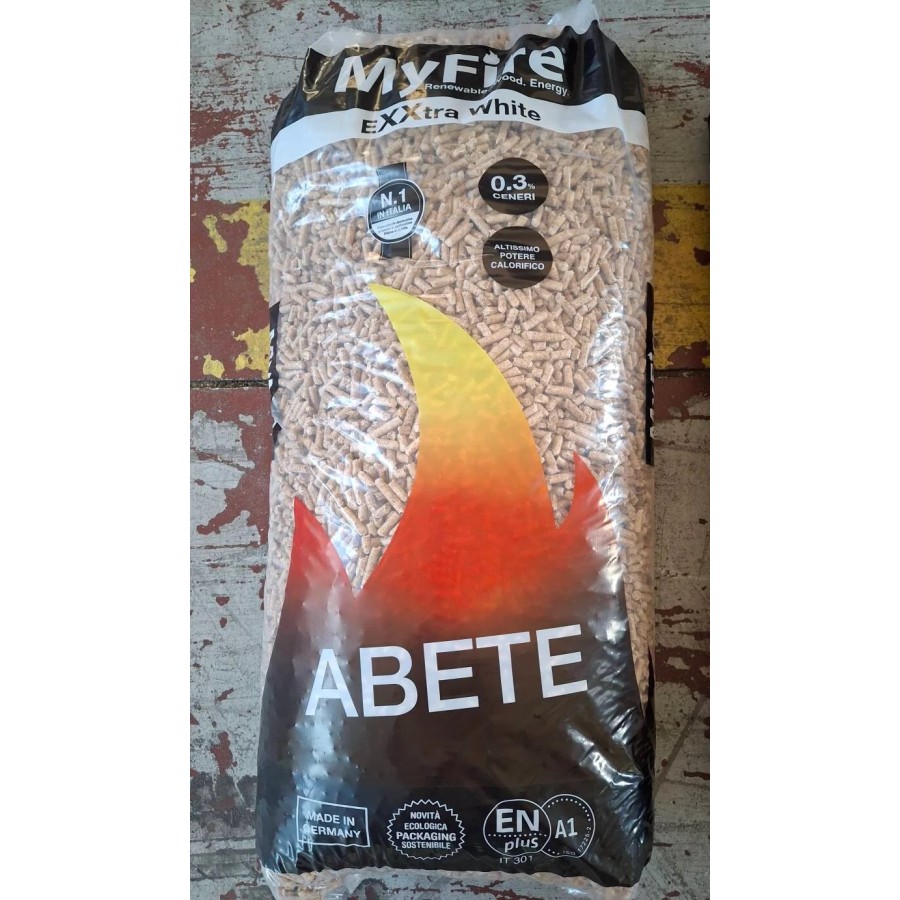 MyFire
Renewable. Wood. Energy.
EXXtra White
N.1
IN ITALIA
0.3%
CENERI
ALTISSIMO
POTERE
CALORIFICO
ABETE
MADE IN
GERMANY
NOVITÀ
ECOLOGICA
PACKAGING
SOSTENIBILE
EN
plus
A1
IT 301